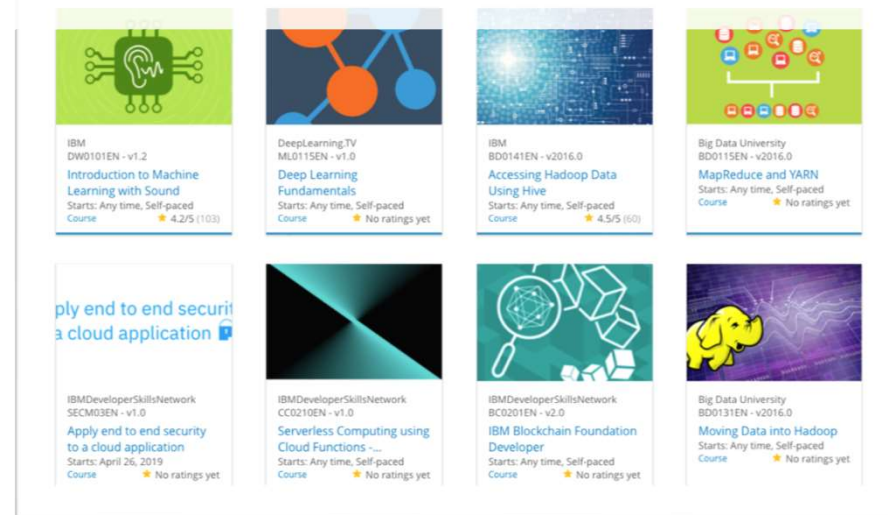 IBM
DW0101EN - v1.2
Introduction to Machine
Learning with Sound
Starts: Any time, Self-paced
Course 4.2/5 (103)
DeepLearning.TV
ML0115EN - v1.0
Deep Learning
Fundamentals
Starts: Any time, Self-paced
Course No ratings yet
IBM
BD0141EN - v2016.0
Accessing Hadoop Data
Using Hive
Starts: Any time, Self-paced
Course 4.5/5 (60)
Big Data University
BD0115EN - v2016.0
MapReduce and YARN
Starts: Any time, Self-paced
Course No ratings yet
ply end to end securit
a cloud application
IBMDeveloperSkillsNetwork
SECM03EN - v1.0
Apply end to end security
to a cloud application
Starts: April 26, 2019
Course No ratings yet
IBMDeveloperSkillsNetwork
CC0210EN - v1.0
Serverless Computing using
Cloud Functions -...
Starts: Any time, Self-paced
Course No ratings yet
IBMDeveloperSkillsNetwork
BC0201EN - v2.0
IBM Blockchain Foundation
Developer
Starts: Any time, Self-paced
Course No ratings yet
Big Data University
BD0131EN - v2016.0
Moving Data into Hadoop
Starts: Any time, Self-paced
Course No ratings yet